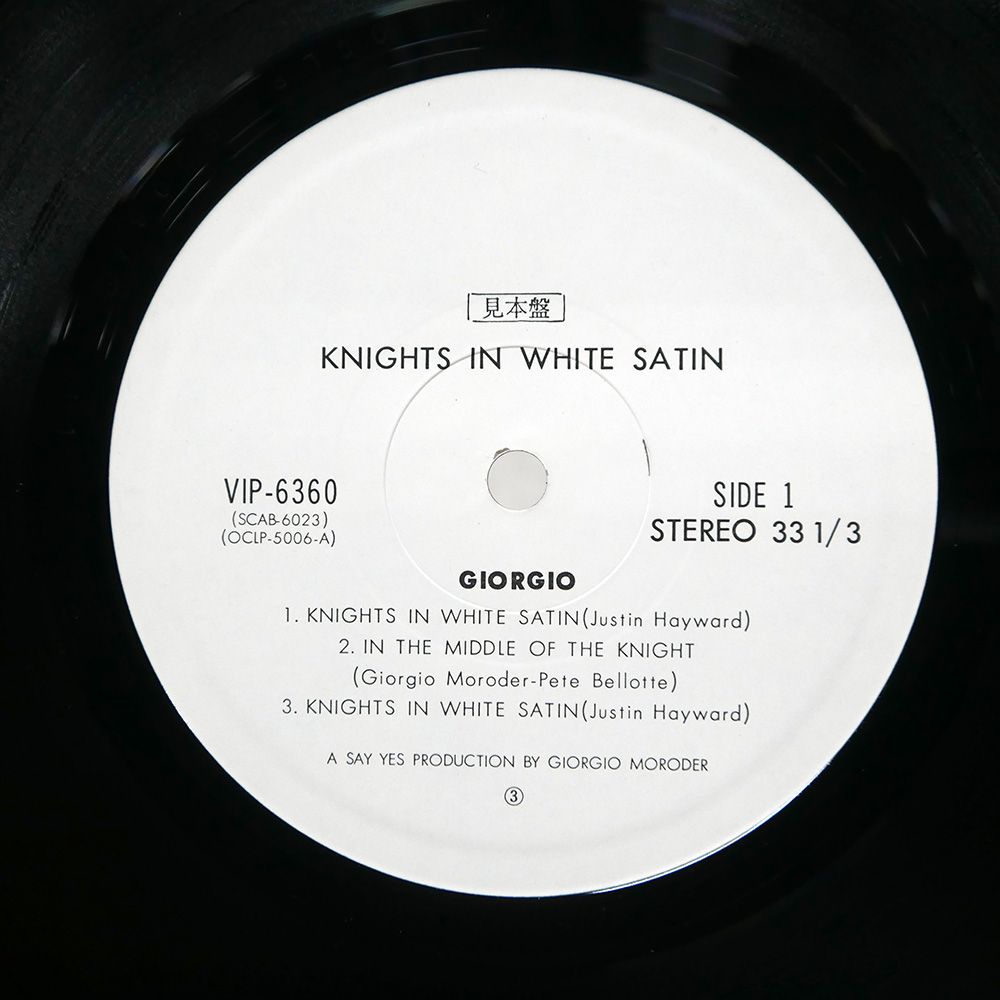 見本盤
KNIGHTS IN WHITE SATIN
VIP-6360
(SCAB-6023)
(OCLP-5006-A)
SIDE 1
STEREO 33 1/3
GIORGIO
1. KNIGHTS IN WHITE SATIN(Justin Hayward)
2. IN THE MIDDLE OF THE KNIGHT
(Giorgio Moroder-Pete Bellotte)
3. KNIGHTS IN WHITE SATIN(Justin Hayward)
A SAY YES PRODUCTION BY GIORGIO MORODER
③